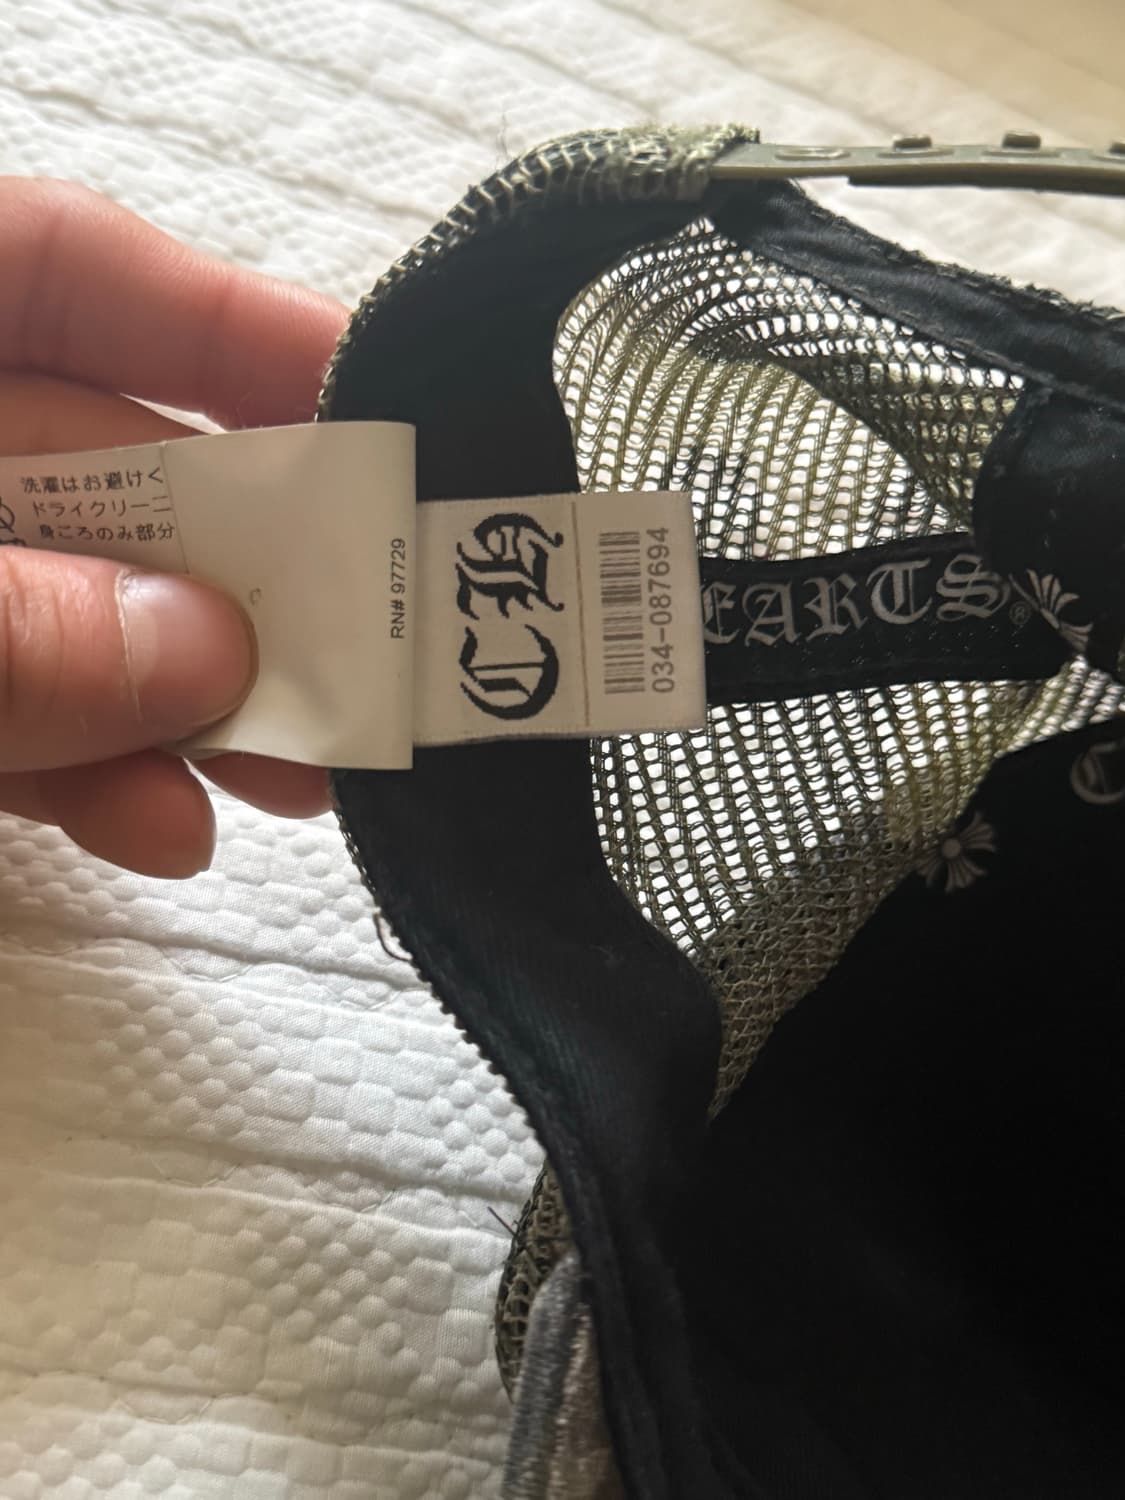 洗濯はお避けく
ドライクリーニ
身ころのみ部分
RN# 97729
CH
034-087694
EARTS®
C